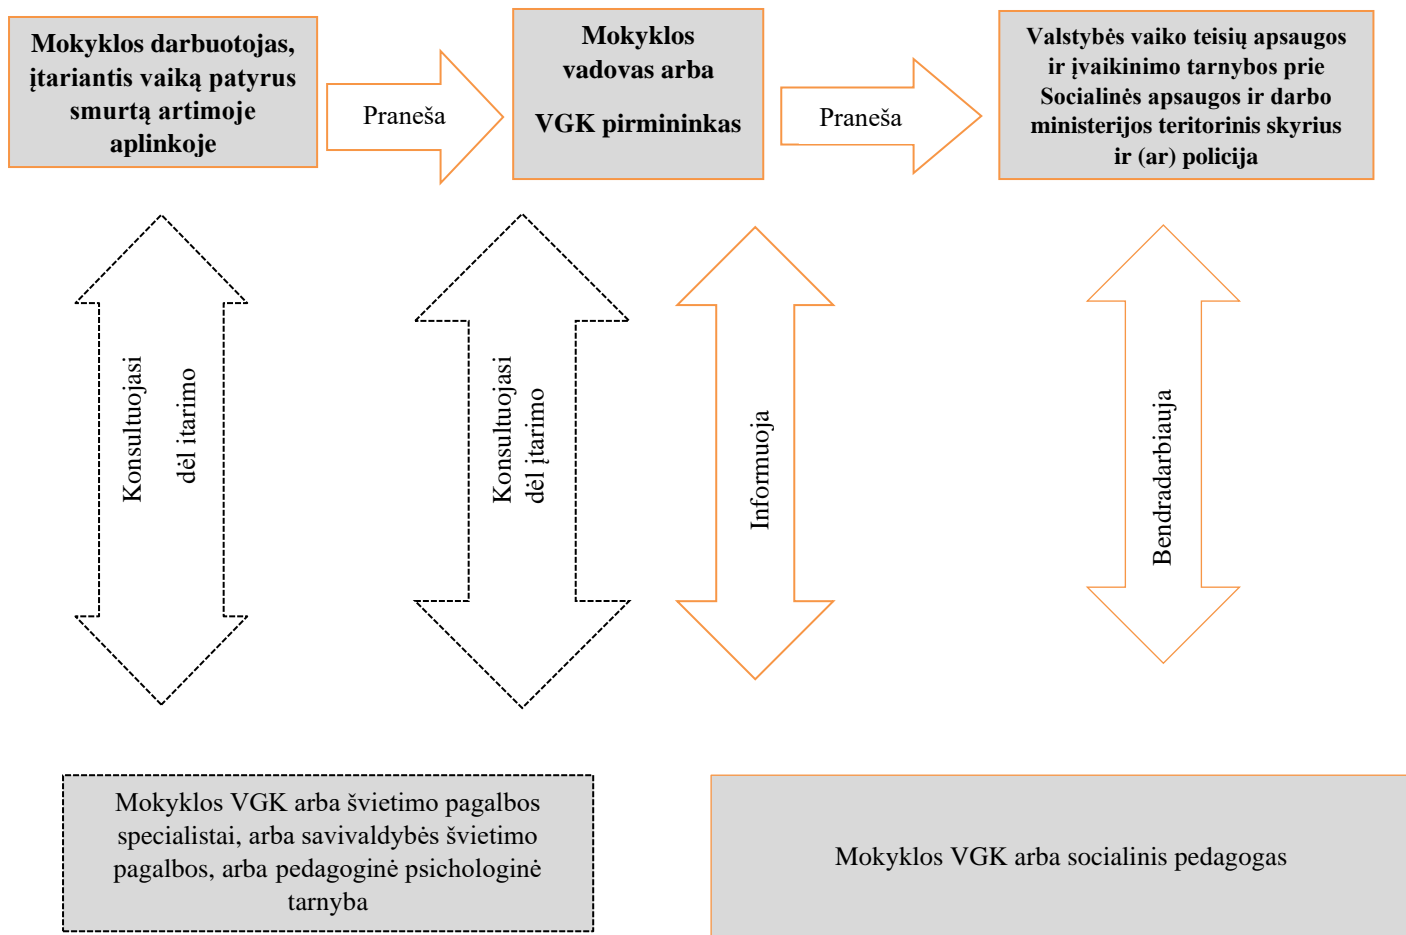 Mokyklos darbuotojas,
įtariantis vaiką patyrus
smurtą artimoje
aplinkoje
Praneša
Mokyklos
vadovas arba
VGK pirmininkas
Praneša
Valstybės vaiko teisių apsaugos
ir įvaikinimo tarnybos prie
Socialinės apsaugos ir darbo
ministerijos teritorinis skyrius
ir (ar) policija
Konsultuojasi
dėl itarimo
Konsultuojasi
dėl įtarimo
Informuoja
Bendradarbiauja
Mokyklos VGK arba švietimo pagalbos
specialistai, arba savivaldybės švietimo
pagalbos, arba pedagoginė psichologinė
tarnyba
Mokyklos VGK arba socialinis pedagogas